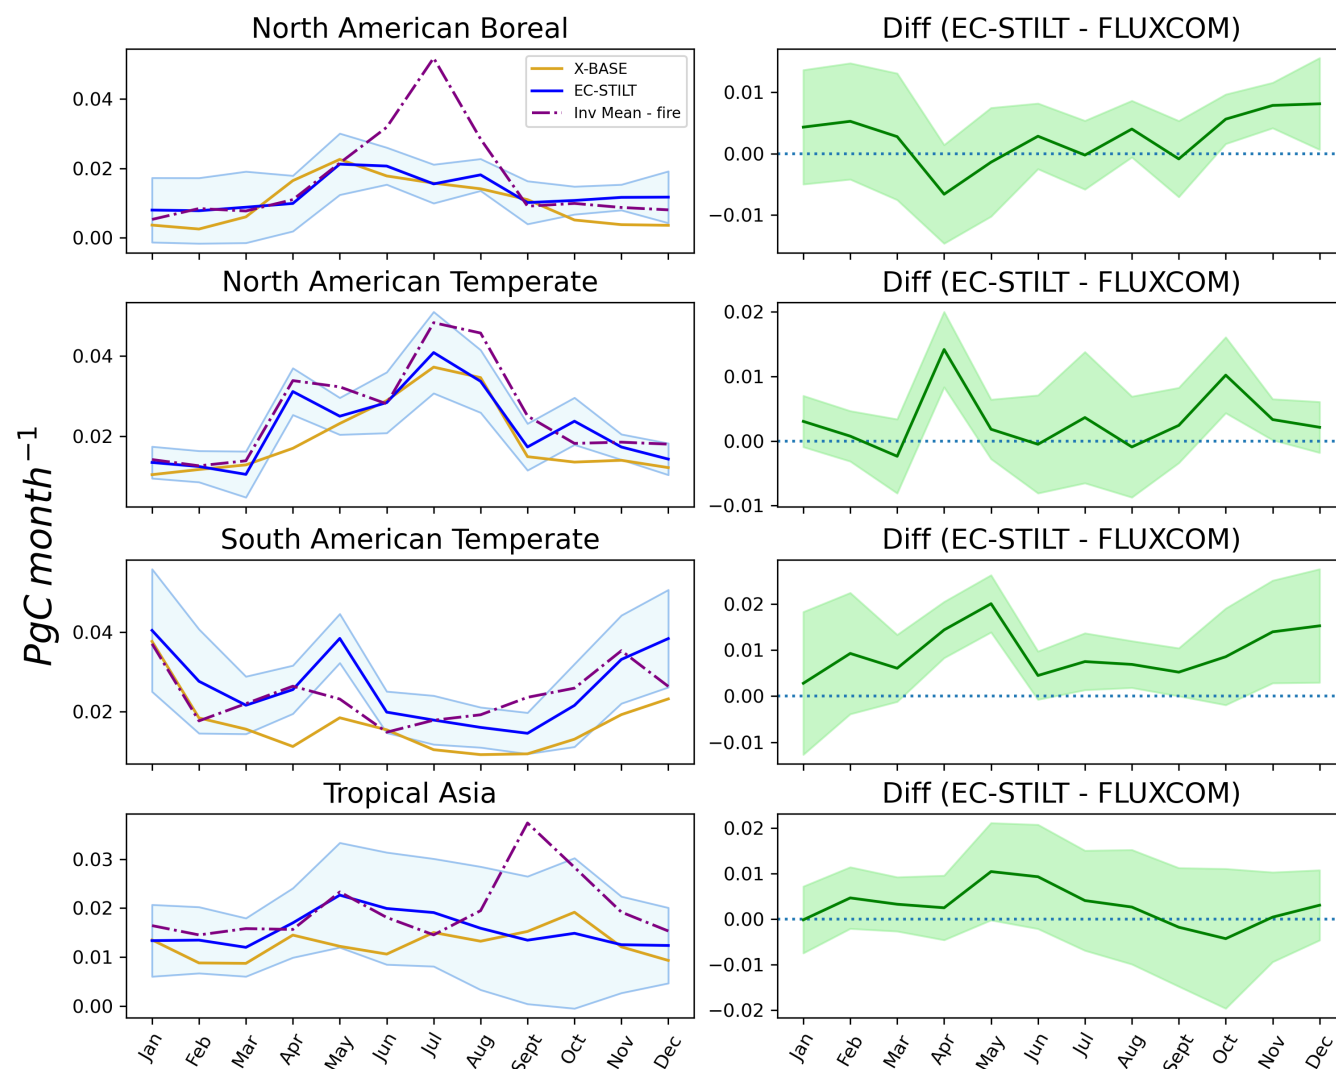 North American Boreal
Diff (EC-STILT - FLUXCOM)
X-BASE
EC-STILT
Inv Mean - fire
0.04
0.02
0.00
0.01
0.00
−0.01
North American Temperate
Diff (EC-STILT - FLUXCOM)
0.04
0.02
0.02
0.01
0.00
−0.01
PgC month⁻¹
South American Temperate
Diff (EC-STILT - FLUXCOM)
0.04
0.02
0.02
0.01
0.00
−0.01
Tropical Asia
Diff (EC-STILT - FLUXCOM)
0.03
0.02
0.01
0.00
0.02
0.01
0.00
−0.01
−0.02
Jan Feb Mar Apr May Jun Jul Aug Sept Oct Nov Dec
Jan Feb Mar Apr May Jun Jul Aug Sept Oct Nov Dec